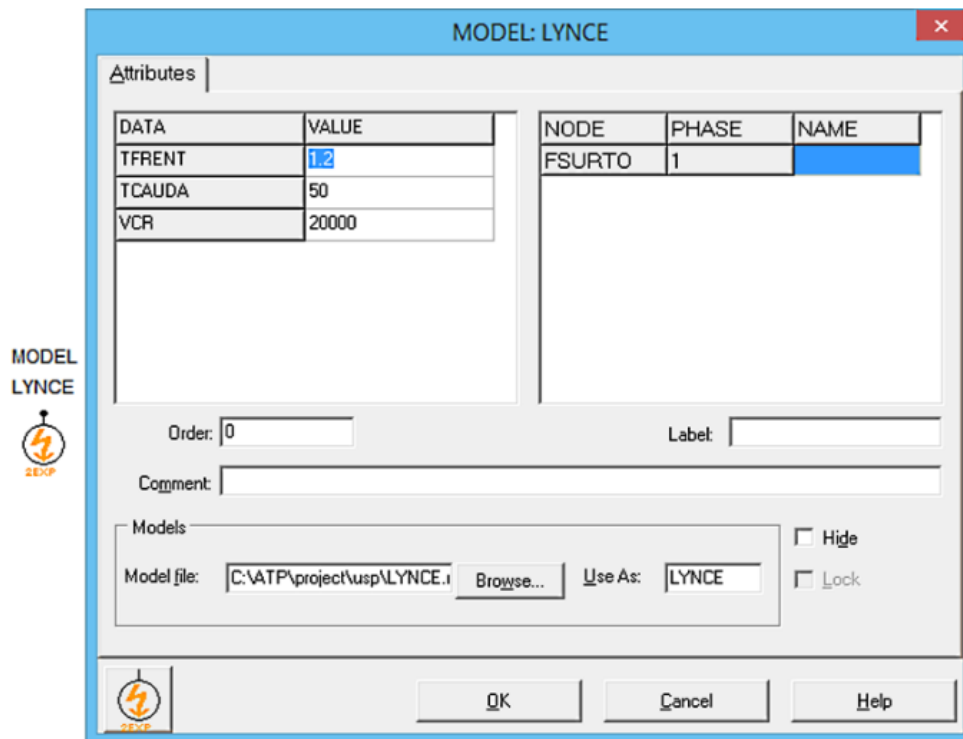 MODEL: LYNCE
Attributes
DATA VALUE
TFRENT 1.2
TCAUDA 50
VCR 20000
NODE PHASE NAME
FSURTO 1
MODEL
LYNCE
2EXP
Order: 0
Label:
Comment:
Models
Model file: C:\ATP\project\usp\LYNCE. Browse... Use As: LYNCE
Hide
Lock
2EXP
OK Cancel Help